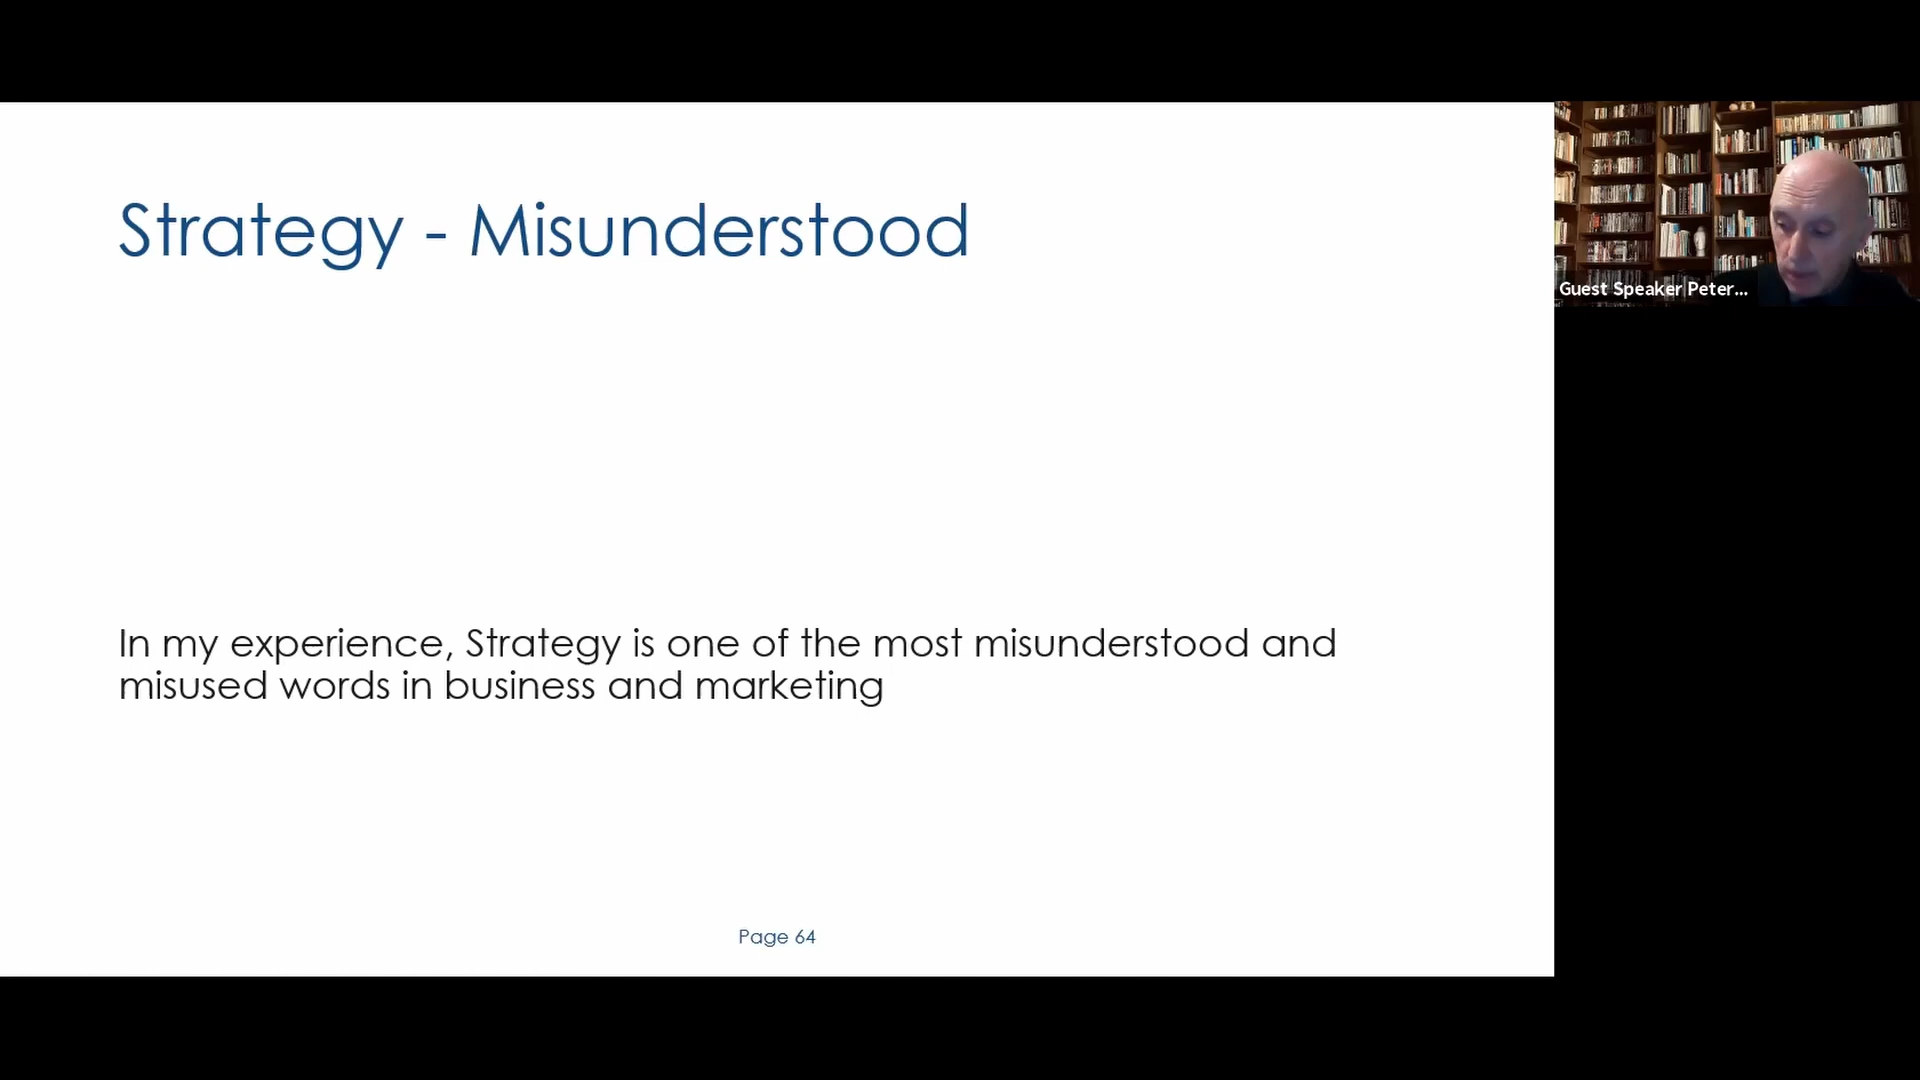 Strategy - Misunderstood
Guest Speaker Peter...
In my experience, Strategy is one of the most misunderstood and
misused words in business and marketing
Page 64